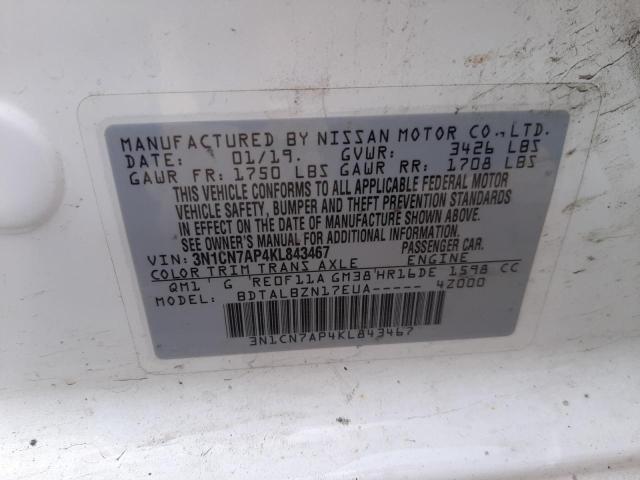 MANUFACTURED BY NISSAN MOTOR CO., LTD.
DATE: 01/19. GVWR: 3426 LBS
GAWR FR: 1750 LBS GAWR RR: 1708 LBS
THIS VEHICLE CONFORMS TO ALL APPLICABLE FEDERAL MOTOR
VEHICLE SAFETY, BUMPER AND THEFT PREVENTION STANDARDS
IN EFFECT ON THE DATE OF MANUFACTURE SHOWN ABOVE.
SEE OWNER'S MANUAL FOR ADDITIONAL INFORMATION.
VIN: 3N1CN7AP4KL843467 PASSENGER CAR.
COLOR TRIM TRANS AXLE ENGINE
QM1' G 'RE0F11A GM38'HR16DE 1598 CC
MODEL: BDTALBZN17EUA----- 4Z000
3N1CN7AP4KL843467